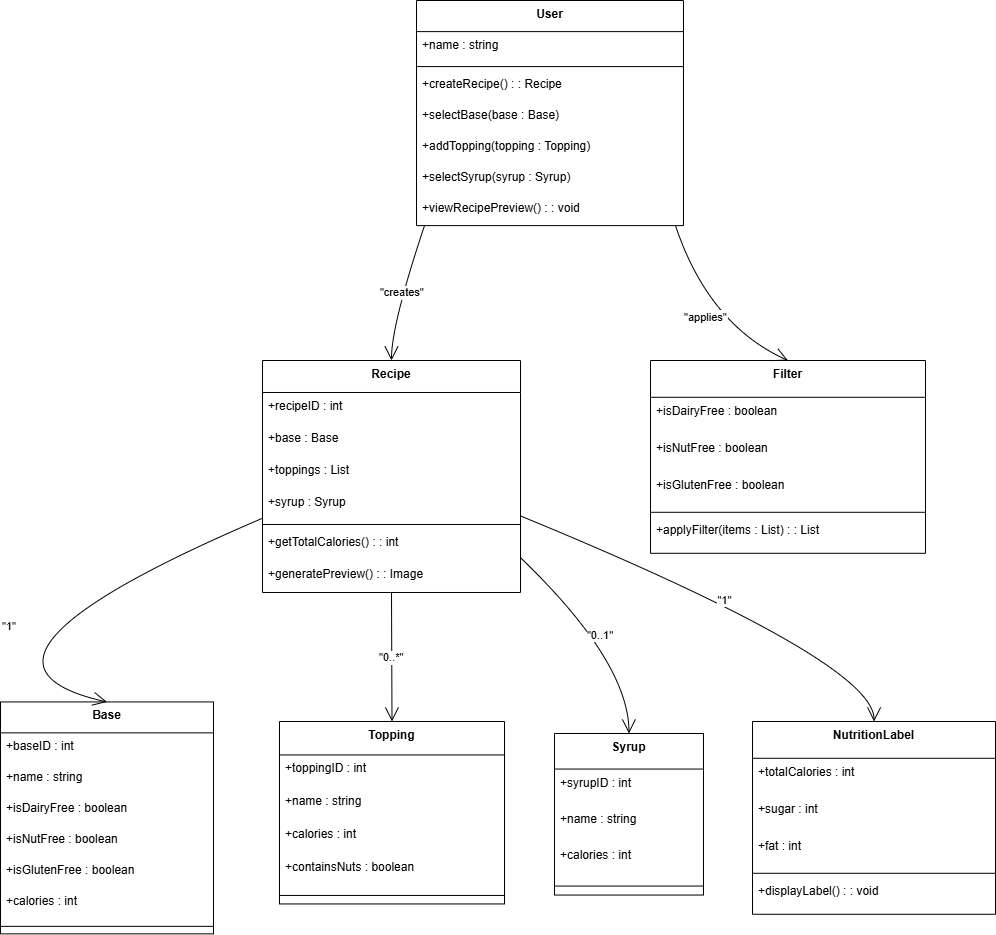 User
+name : string
+createRecipe() : : Recipe
+selectBase(base : Base)
+addTopping(topping : Topping)
+selectSyrup(syrup : Syrup)
+viewRecipePreview() : : void
"creates"
"applies"
Recipe
+recipeID : int
+base : Base
+toppings : List
+syrup : Syrup
+getTotalCalories() : : int
+generatePreview() : : Image
Filter
+isDairyFree : boolean
+isNutFree : boolean
+isGlutenFree : boolean
+applyFilter(items : List) : : List
"1"
"0..*"
"0..1"
"1"
Base
+baseID : int
+name : string
+isDairyFree : boolean
+isNutFree : boolean
+isGlutenFree : boolean
+calories : int
Topping
+toppingID : int
+name : string
+calories : int
+containsNuts : boolean
Syrup
+syrupID : int
+name : string
+calories : int
NutritionLabel
+totalCalories : int
+sugar : int
+fat : int
+displayLabel() : : void